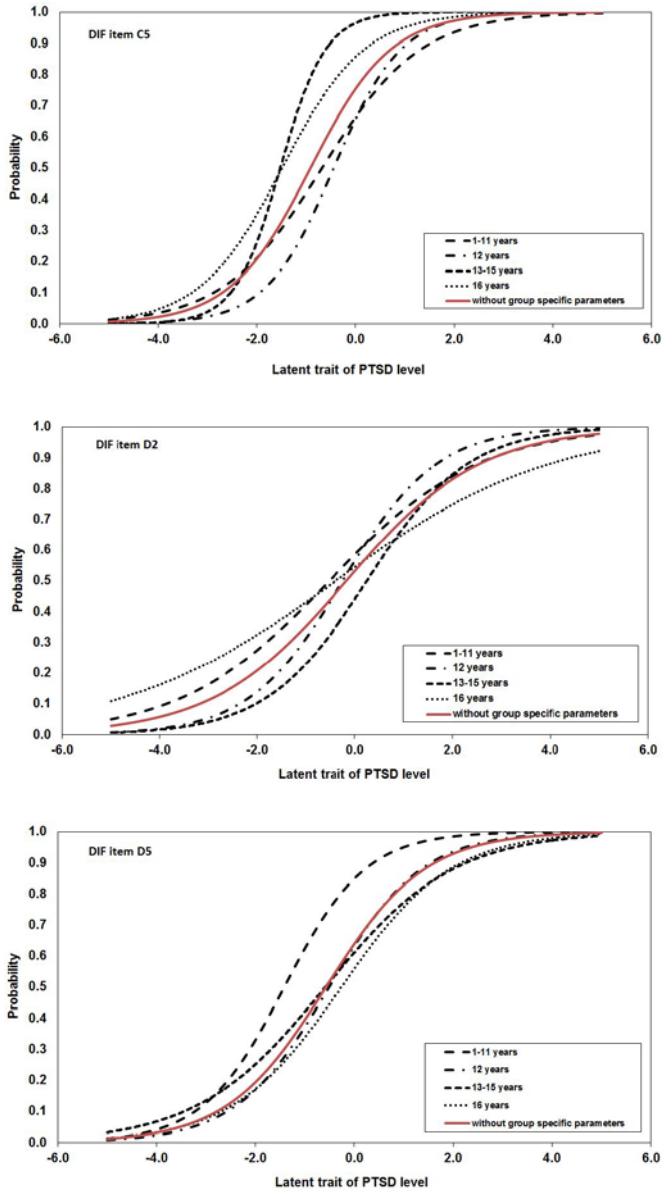 1.0
DIF item C5
0.9
0.8
0.7
0.6
0.5
0.4
0.3
0.2
0.1
0.0
Probability
1-11 years
12 years
13-15 years
16 years
without group specific parameters
-6.0 -4.0 -2.0 0.0 2.0 4.0 6.0
Latent trait of PTSD level
1.0
DIF item D2
0.9
0.8
0.7
0.6
0.5
0.4
0.3
0.2
0.1
0.0
Probability
1-11 years
12 years
13-15 years
16 years
without group specific parameters
-6.0 -4.0 -2.0 0.0 2.0 4.0 6.0
Latent trait of PTSD level
1.0
DIF item D5
0.9
0.8
0.7
0.6
0.5
0.4
0.3
0.2
0.1
0.0
Probability
1-11 years
12 years
13-15 years
16 years
without group specific parameters
-6.0 -4.0 -2.0 0.0 2.0 4.0 6.0
Latent trait of PTSD level